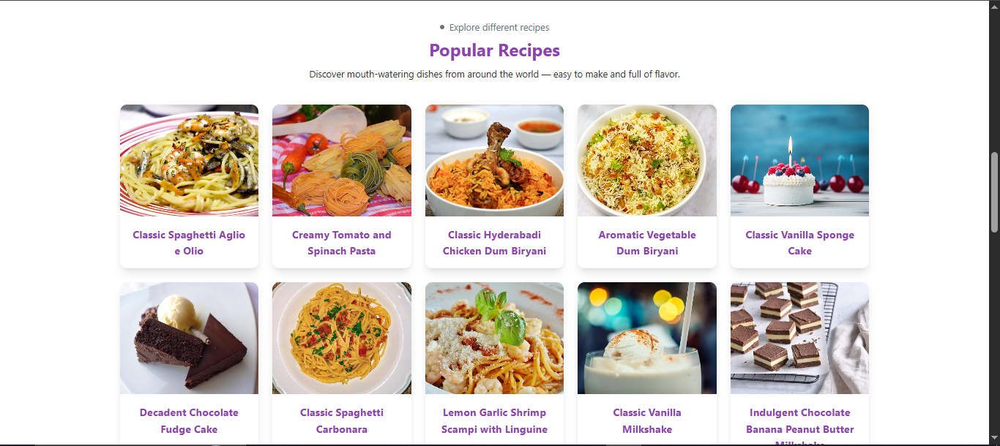 Explore different recipes
Popular Recipes
Discover mouth-watering dishes from around the world — easy to make and full of flavor.
Classic Spaghetti Aglio
e Olio
Creamy Tomato and
Spinach Pasta
Classic Hyderabadi
Chicken Dum Biryani
Aromatic Vegetable
Dum Biryani
Classic Vanilla Sponge
Cake
Decadent Chocolate
Fudge Cake
Classic Spaghetti
Carbonara
Lemon Garlic Shrimp
Scampi with Linguine
Classic Vanilla
Milkshake
Indulgent Chocolate
Banana Peanut Butter
Milkshake